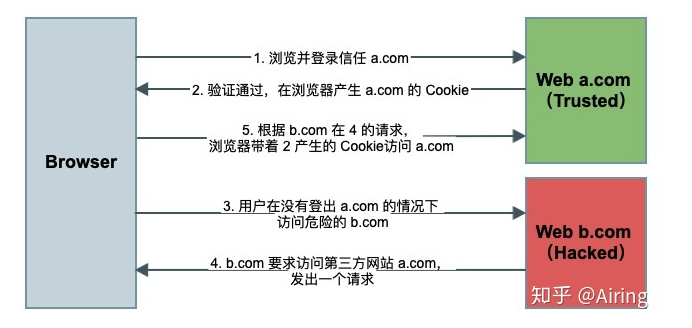 1. 浏览并登录信任 a.com
2. 验证通过，在浏览器产生 a.com 的 Cookie
5. 根据 b.com 在 4 的请求，
浏览器带着 2 产生的 Cookie访问 a.com
Browser
3. 用户在没有登出 a.com 的情况下
访问危险的 b.com
4. b.com 要求访问第三方网站 a.com，
发出一个请求
Web a.com
（Trusted）
Web b.com
（Hacked）
知乎 @Airing